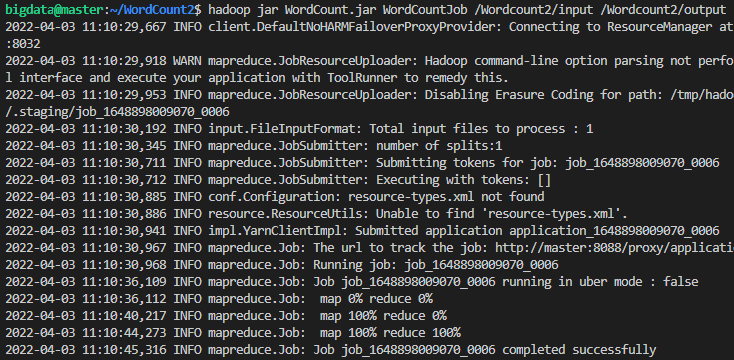 bigdata@master:~/WordCount2$ hadoop jar WordCount.jar WordCountJob /WordCount2/input /WordCount2/output
2022-04-03 11:10:29,667 INFO client.DefaultNoHARMFailoverProxyProvider: Connecting to ResourceManager at
:8032
2022-04-03 11:10:29,918 WARN mapreduce.JobResourceUploader: Hadoop command-line option parsing not perfo
l interface and execute your application with ToolRunner to remedy this.
2022-04-03 11:10:29,953 INFO mapreduce.JobResourceUploader: Disabling Erasure Coding for path: /tmp/hado
/.staging/job_1648898009070_0006
2022-04-03 11:10:30,192 INFO input.FileInputFormat: Total input files to process : 1
2022-04-03 11:10:30,345 INFO mapreduce.JobSubmitter: number of splits:1
2022-04-03 11:10:30,711 INFO mapreduce.JobSubmitter: Submitting tokens for job: job_1648898009070_0006
2022-04-03 11:10:30,712 INFO mapreduce.JobSubmitter: Executing with tokens: []
2022-04-03 11:10:30,885 INFO conf.Configuration: resource-types.xml not found
2022-04-03 11:10:30,886 INFO resource.ResourceUtils: Unable to find 'resource-types.xml'.
2022-04-03 11:10:30,941 INFO impl.YarnClientImpl: Submitted application application_1648898009070_0006
2022-04-03 11:10:30,967 INFO mapreduce.Job: The url to track the job: http://master:8088/proxy/applicatio
2022-04-03 11:10:30,968 INFO mapreduce.Job: Running job: job_1648898009070_0006
2022-04-03 11:10:36,109 INFO mapreduce.Job: Job job_1648898009070_0006 running in uber mode : false
2022-04-03 11:10:36,112 INFO mapreduce.Job:  map 0% reduce 0%
2022-04-03 11:10:40,217 INFO mapreduce.Job:  map 100% reduce 0%
2022-04-03 11:10:44,273 INFO mapreduce.Job:  map 100% reduce 100%
2022-04-03 11:10:45,316 INFO mapreduce.Job: Job job_1648898009070_0006 completed successfully